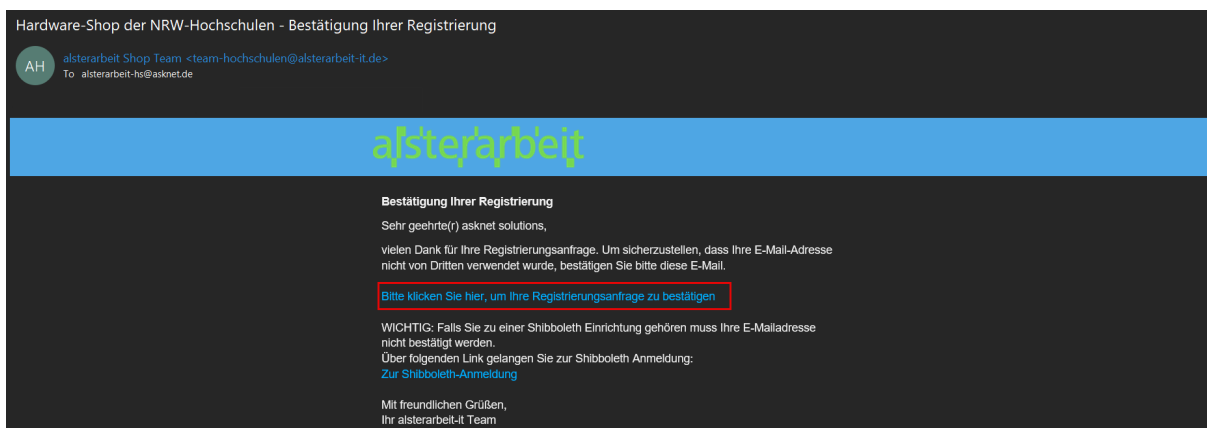 Hardware-Shop der NRW-Hochschulen - Bestätigung Ihrer Registrierung
AH
alsterarbeit Shop Team <team-hochschulen@alsterarbeit-it.de>
To alsterarbeit-hs@asknet.de
alsterarbeit
Bestätigung Ihrer Registrierung
Sehr geehrte(r) asknet solutions,
vielen Dank für Ihre Registrierungsanfrage. Um sicherzustellen, dass Ihre E-Mail-Adresse
nicht von Dritten verwendet wurde, bestätigen Sie bitte diese E-Mail.
Bitte klicken Sie hier, um Ihre Registrierungsanfrage zu bestätigen
WICHTIG: Falls Sie zu einer Shibboleth Einrichtung gehören muss Ihre E-Mailadresse
nicht bestätigt werden.
Über folgenden Link gelangen Sie zur Shibboleth Anmeldung:
Zur Shibboleth-Anmeldung
Mit freundlichen Grüßen,
Ihr alsterarbeit-it Team